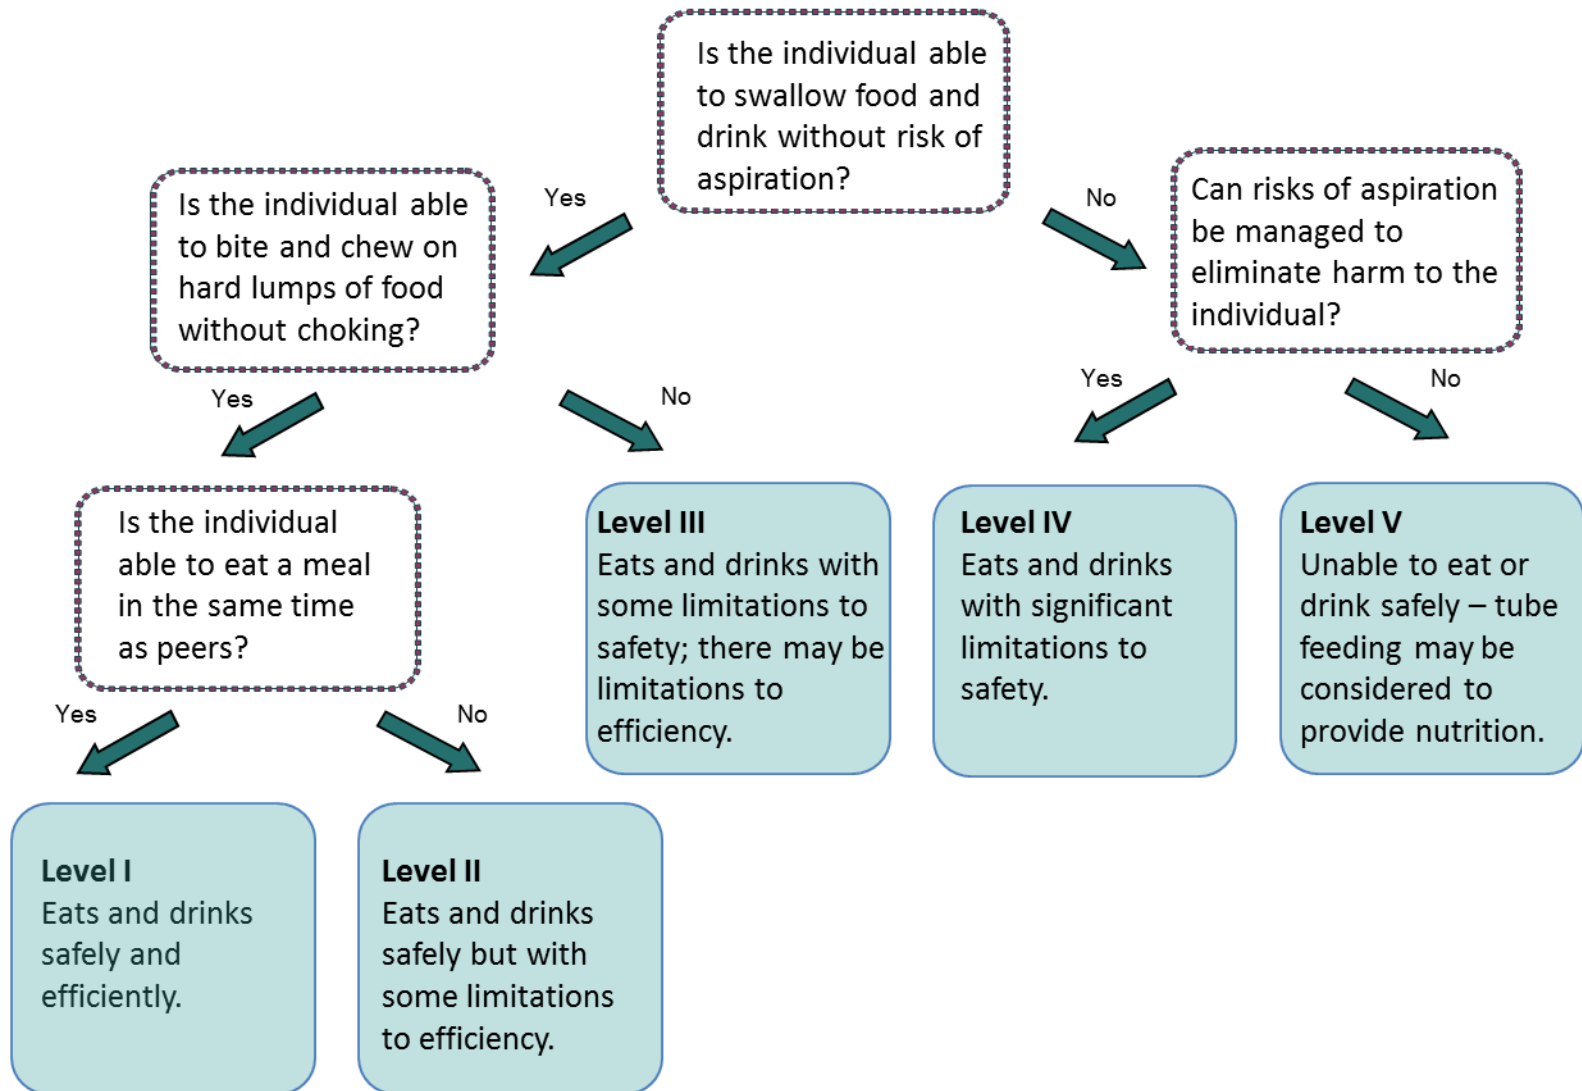 Is the individual able
to swallow food and
drink without risk of
aspiration?
Yes
No
Is the individual able
to bite and chew on
hard lumps of food
without choking?
Can risks of aspiration
be managed to
eliminate harm to the
individual?
Yes
No
Yes
No
Is the individual
able to eat a meal
in the same time
as peers?
Level III
Eats and drinks with
some limitations to
safety; there may be
limitations to
efficiency.
Level IV
Eats and drinks
with significant
limitations to
safety.
Level V
Unable to eat or
drink safely – tube
feeding may be
considered to
provide nutrition.
Yes
No
Level I
Eats and drinks
safely and
efficiently.
Level II
Eats and drinks
safely but with
some limitations
to efficiency.